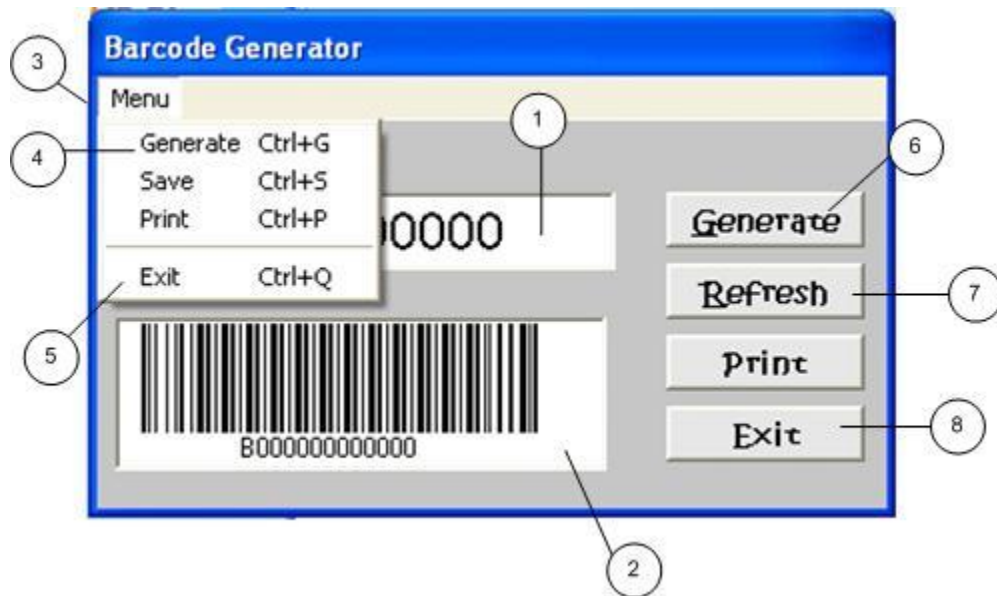 Barcode Generator
3
Menu
1
4
Generate Ctrl+G
6
Save Ctrl+S
Print Ctrl+P
0000
Generate
Exit Ctrl+Q
Refresh
7
5
Print
B000000000000
Exit
8
2